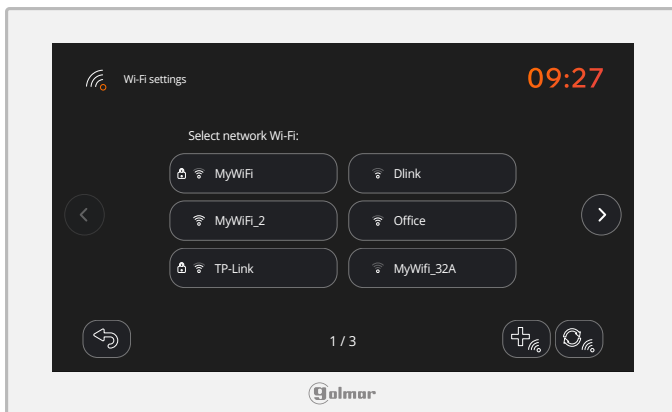 Wi-Fi settings
09:27
Select network Wi-Fi:
MyWiFi
Dlink
MyWiFi_2
Office
TP-Link
MyWifi_32A
1 / 3
golmar